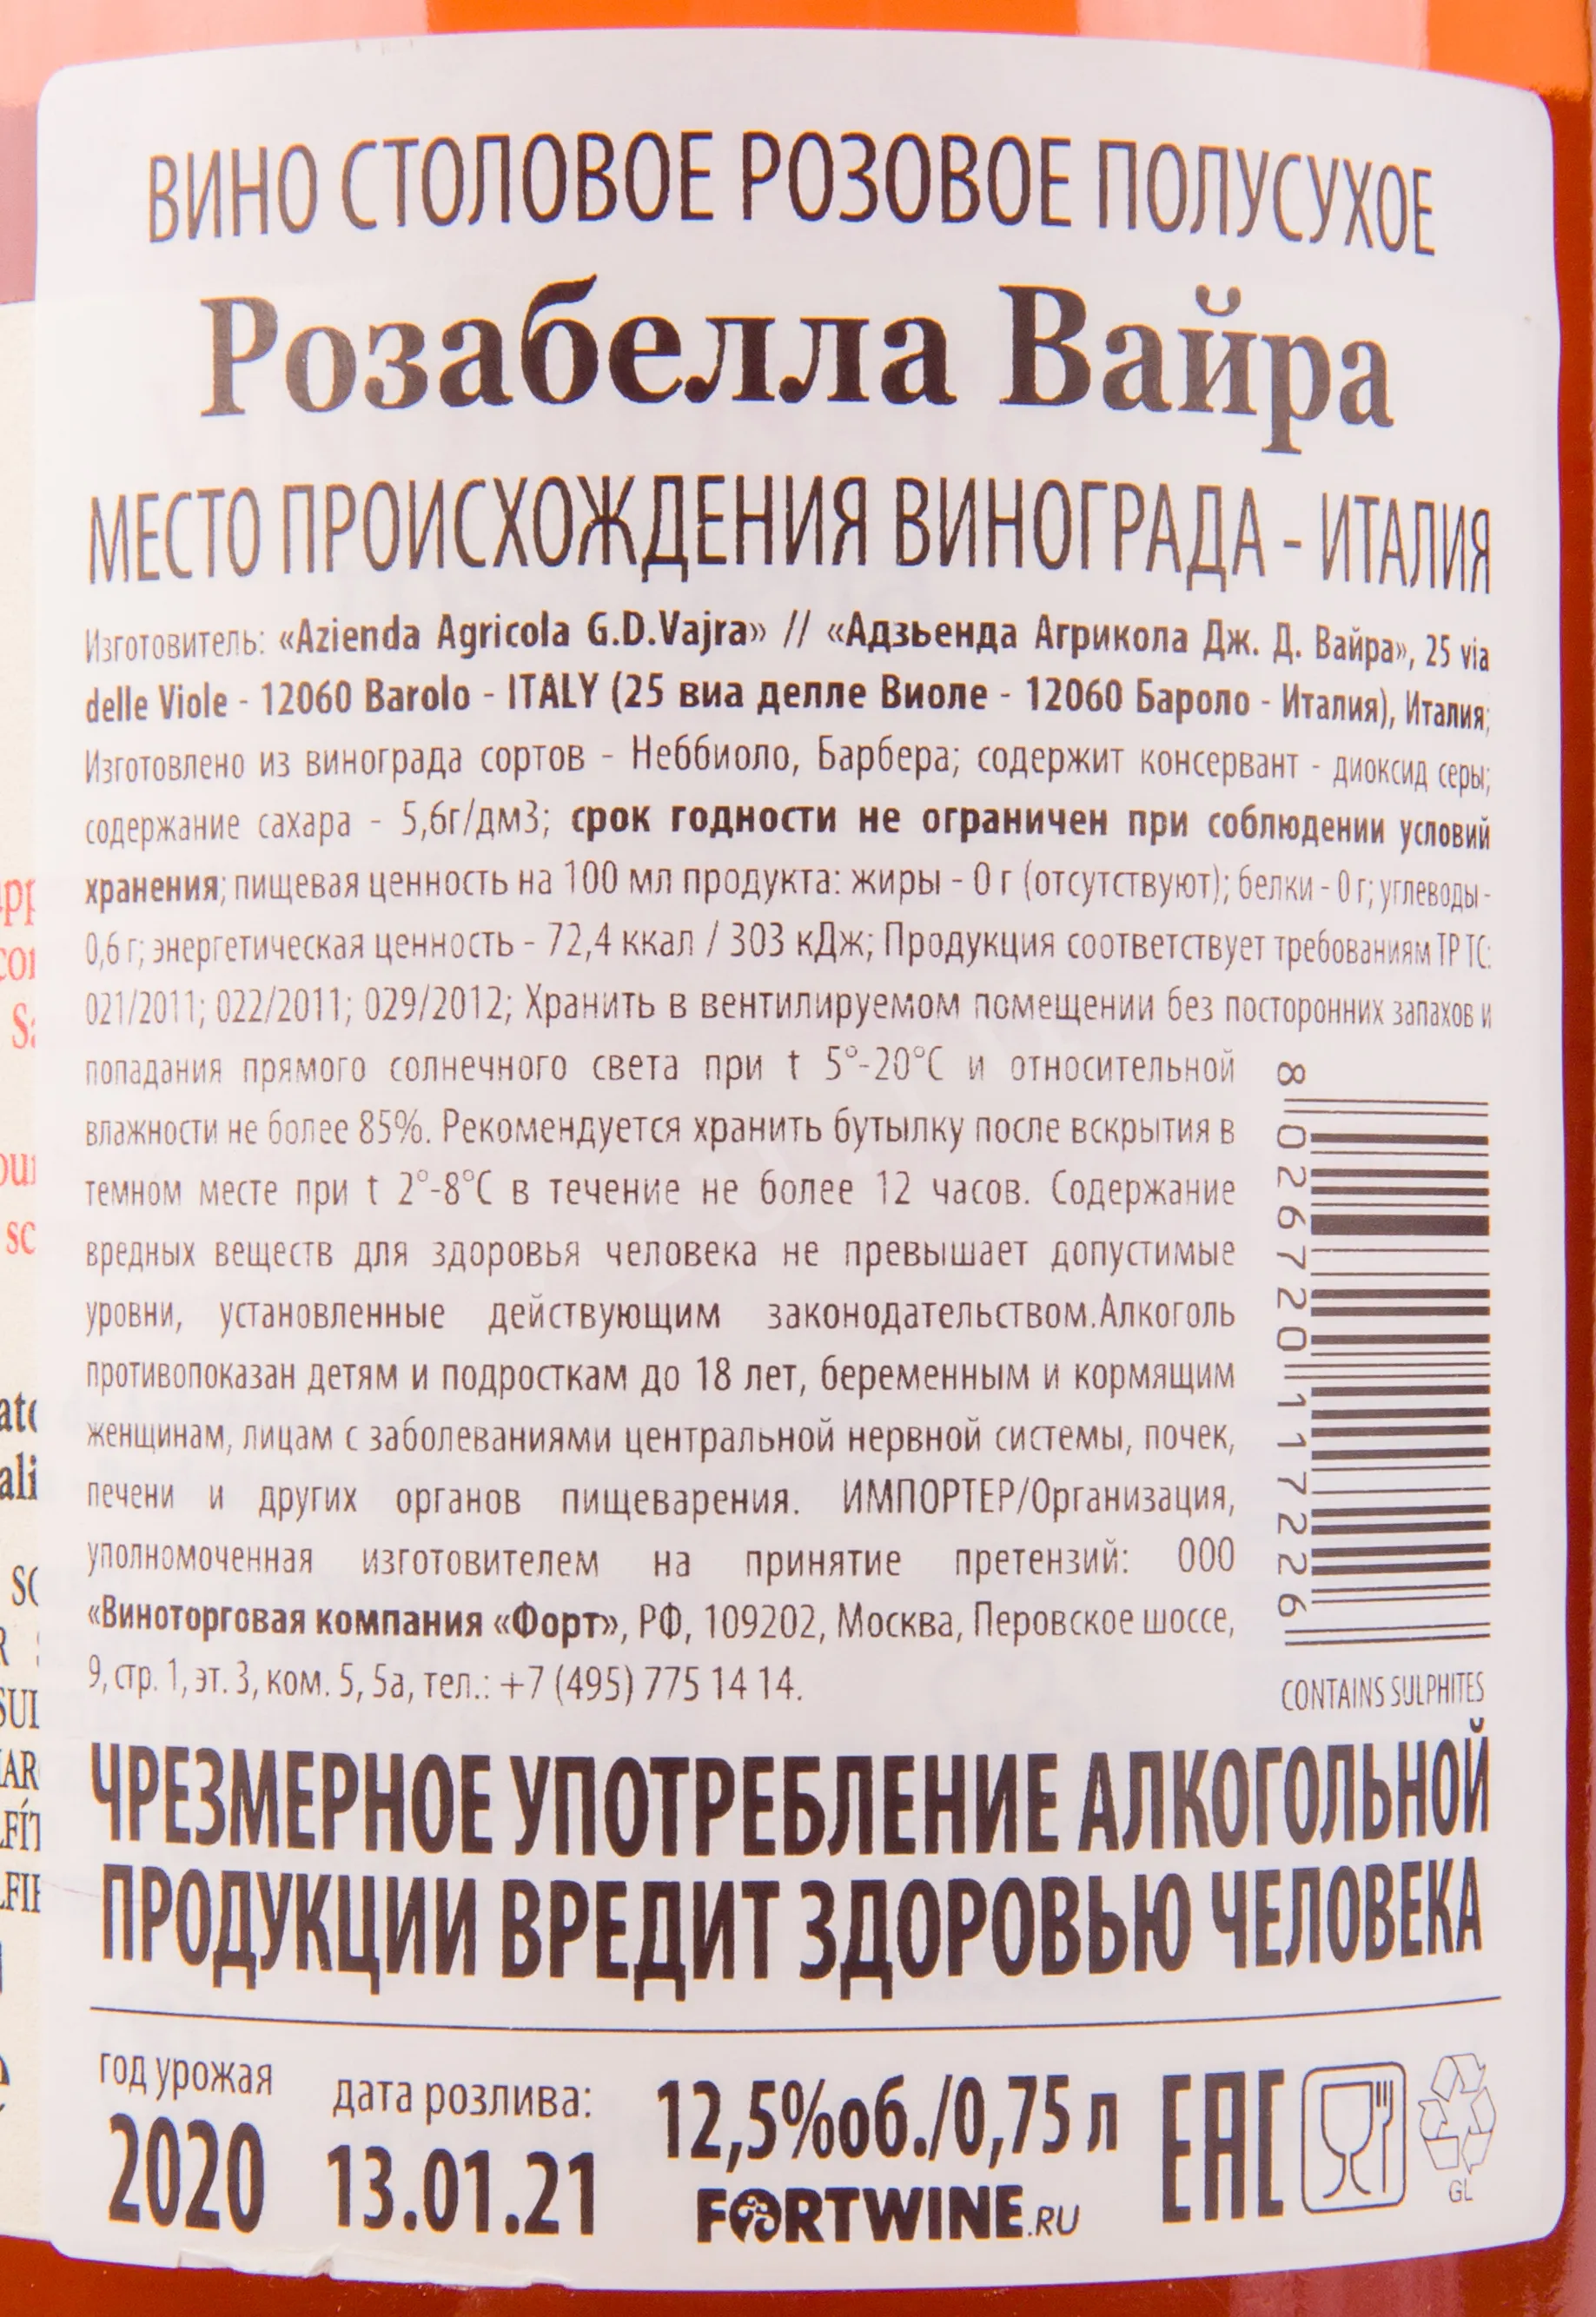 ВИНО СТОЛОВОЕ РОЗОВОЕ ПОЛУСУХОЕ
Розабелла Вайра
МЕСТО ПРОИСХОЖДЕНИЯ ВИНОГРАДА - ИТАЛИЯ
Изготовитель: «Azienda Agricola G.D.Vajra» // «Адзьенда Агрикола Дж. Д. Вайра», 25 via
delle Viole - 12060 Barolo - ITALY (25 виа делле Виоле - 12060 Бароло - Италия), Италия;
Изготовлено из винограда сортов - Неббиоло, Барбера; содержит консервант - диоксид серы;
содержание сахара - 5,6г/дм3; срок годности не ограничен при соблюдении условий
хранения; пищевая ценность на 100 мл продукта: жиры - 0 г (отсутствуют); белки - 0 г; углеводы -
0,6 г; энергетическая ценность - 72,4 ккал / 303 кДж; Продукция соответствует требованиям ТР ТС:
021/2011; 022/2011; 029/2012; Хранить в вентилируемом помещении без посторонних запахов и
попадания прямого солнечного света при t 5°-20°C и относительной
влажности не более 85%. Рекомендуется хранить бутылку после вскрытия в
темном месте при t 2°-8°C в течение не более 12 часов. Содержание
вредных веществ для здоровья человека не превышает допустимые
уровни, установленные действующим законодательством.Алкоголь
противопоказан детям и подросткам до 18 лет, беременным и кормящим
женщинам, лицам с заболеваниями центральной нервной системы, почек,
печени и других органов пищеварения. ИМПОРТЕР/Организация,
уполномоченная изготовителем на принятие претензий: ООО
«Виноторговая компания «Форт», РФ, 109202, Москва, Перовское шоссе,
9, стр. 1, эт. 3, ком. 5, 5а, тел.: +7 (495) 775 14 14.
8 026720 117226
CONTAINS SULPHITES
ЧРЕЗМЕРНОЕ УПОТРЕБЛЕНИЕ АЛКОГОЛЬНОЙ
ПРОДУКЦИИ ВРЕДИТ ЗДОРОВЬЮ ЧЕЛОВЕКА
год урожая
2020
дата розлива:
13.01.21
12,5%об./0,75 л
FORTWINE.RU
EAC
GL